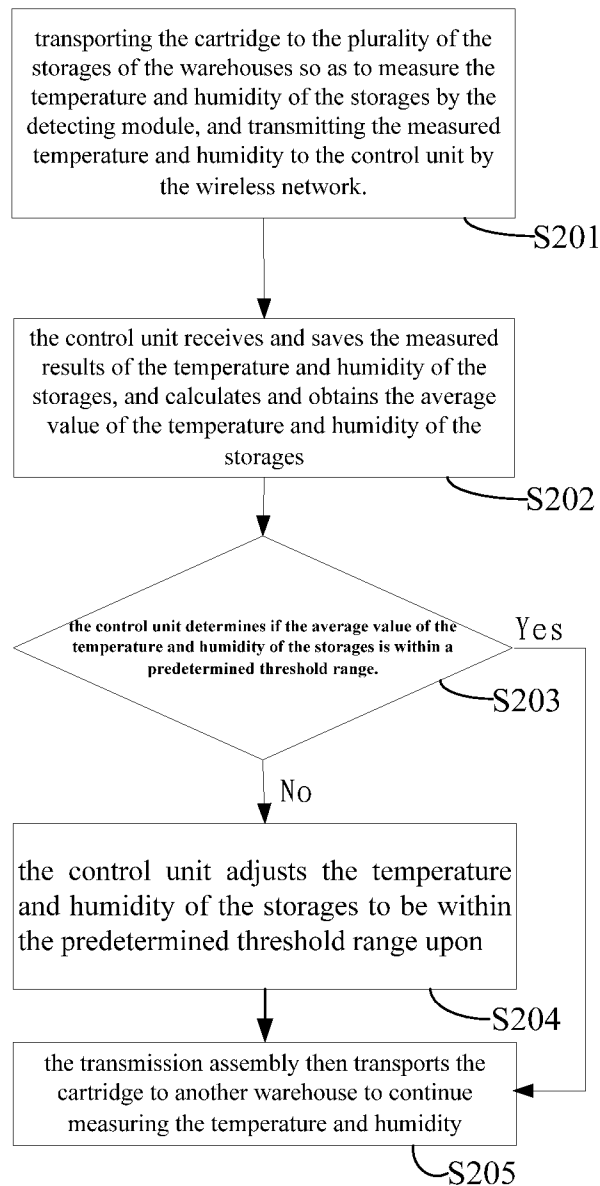 transporting the cartridge to the plurality of the
storages of the warehouses so as to measure the
temperature and humidity of the storages by the
detecting module, and transmitting the measured
temperature and humidity to the control unit by
the wireless network.
S201
the control unit receives and saves the measured
results of the temperature and humidity of the
storages, and calculates and obtains the average
value of the temperature and humidity of the
storages
S202
the control unit determines if the average value of the
temperature and humidity of the storages is within a
predetermined threshold range.
Yes
S203
No
the control unit adjusts the temperature
and humidity of the storages to be within
the predetermined threshold range upon
S204
the transmission assembly then transports the
cartridge to another warehouse to continue
measuring the temperature and humidity
S205